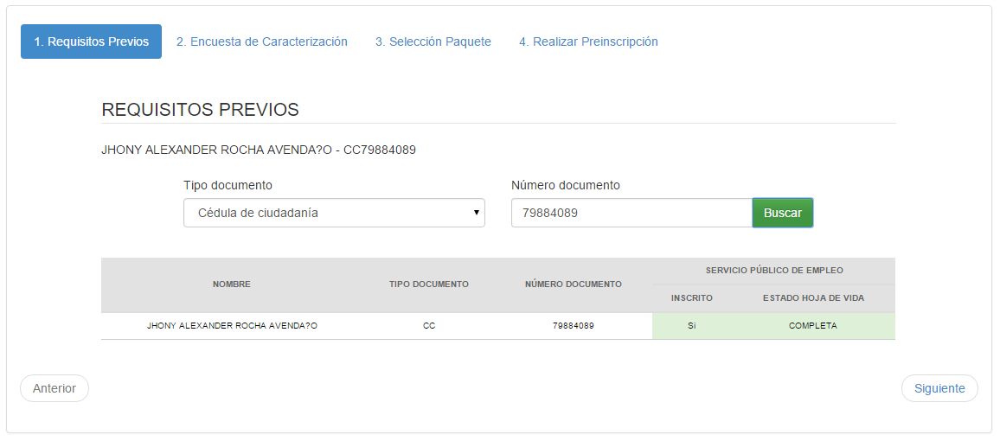 1. Requisitos Previos 2. Encuesta de Caracterización 3. Selección Paquete 4. Realizar Preinscripción
REQUISITOS PREVIOS
JHONY ALEXANDER ROCHA AVENDA?O - CC79884089
Tipo documento Número documento
Cédula de ciudadanía 79884089 Buscar
SERVICIO PÚBLICO DE EMPLEO
NOMBRE TIPO DOCUMENTO NÚMERO DOCUMENTO
INSCRITO ESTADO HOJA DE VIDA
JHONY ALEXANDER ROCHA AVENDA?O CC 79884089 Si COMPLETA
Anterior Siguiente